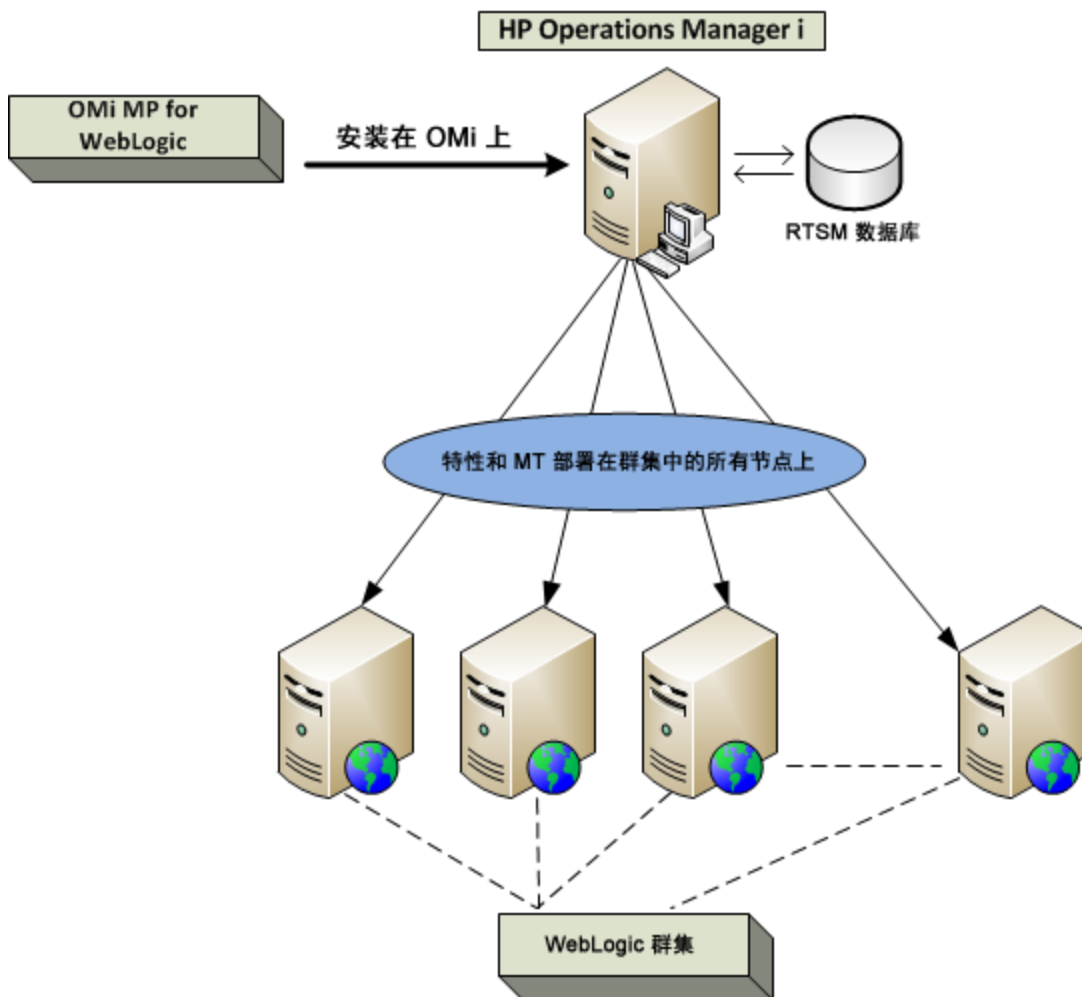 HP Operations Manager i
OMi MP for
WebLogic
安装在 OMi 上
RTSM 数据库
特性和 MT 部署在群集中的所有节点上
WebLogic 群集